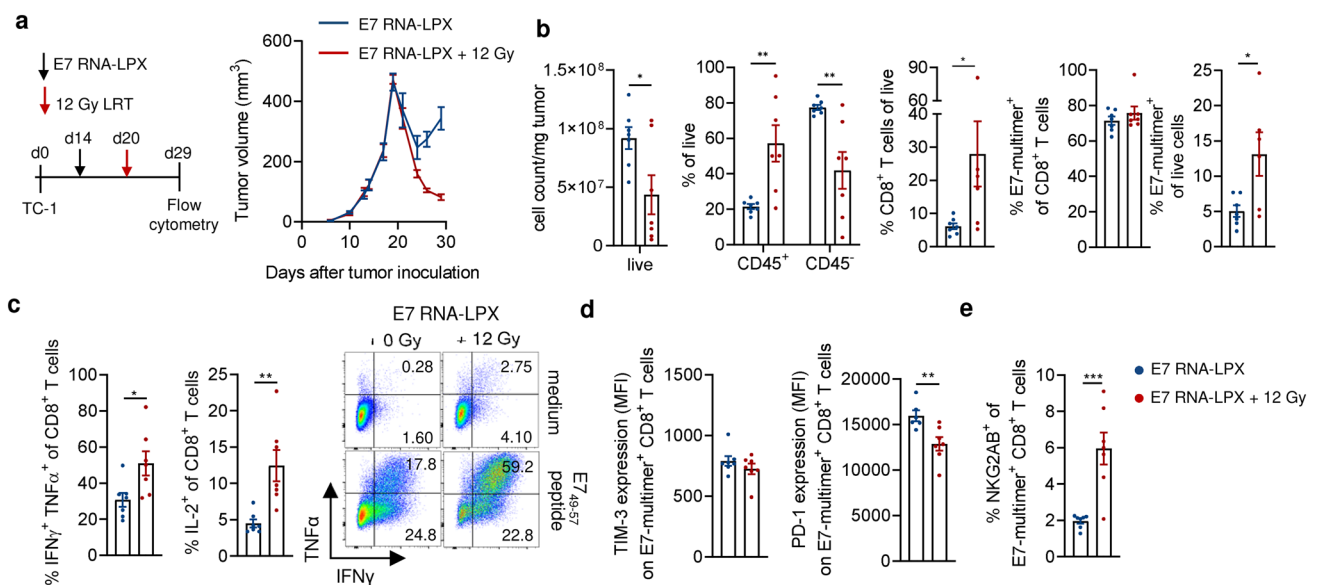 a
E7 RNA-LPX
12 Gy LRT
d0
d14
d20
d29
TC-1
Flow
cytometry
E7 RNA-LPX
E7 RNA-LPX + 12 Gy
Tumor volume (mm³)
600
400
200
0
0 10 20 30
Days after tumor inoculation
b
cell count/mg tumor
1.5×10⁸
1×10⁸
5×10⁷
0
*
live
% of live
100
80
60
40
20
0
**
**
CD45⁺ CD45⁻
% CD8⁺ T cells of live
90
60
40
30
20
10
0
*
% E7-multimer⁺
of CD8⁺ T cells
100
80
60
40
20
0
% E7-multimer⁺
of live cells
25
20
15
10
5
0
*
c
% IFNγ⁺ TNFα⁺ of CD8⁺ T cells
100
80
60
40
20
0
*
% IL-2⁺ of CD8⁺ T cells
25
20
15
10
5
0
**
E7 RNA-LPX
+ 0 Gy + 12 Gy
0.28 2.75
1.60 4.10
medium
17.8 59.2
24.8 22.8
E7₄₉₋₅₇
peptide
TNFα
IFNγ
d
TIM-3 expression (MFI)
on E7-multimer⁺ CD8⁺ T cells
1500
1000
500
0
PD-1 expression (MFI)
on E7-multimer⁺ CD8⁺ T cells
20000
15000
10000
5000
0
**
e
% NKG2AB⁺ of
E7-multimer⁺ CD8⁺ T cells
10
8
6
4
2
0
***
E7 RNA-LPX
E7 RNA-LPX + 12 Gy